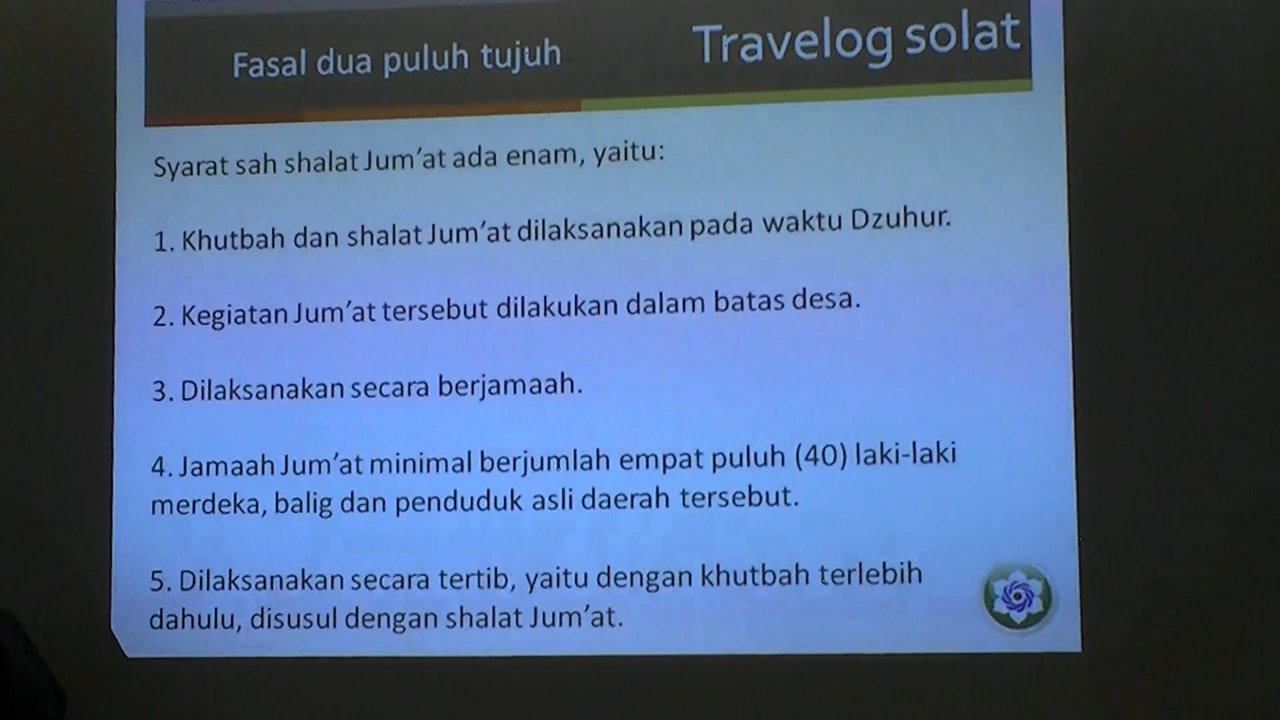 Fasal dua puluh tujuh
Travelog solat
Syarat sah shalat Jum'at ada enam, yaitu:
1. Khutbah dan shalat Jum'at dilaksanakan pada waktu Dzuhur.
2. Kegiatan Jum'at tersebut dilakukan dalam batas desa.
3. Dilaksanakan secara berjamaah.
4. Jamaah Jum'at minimal berjumlah empat puluh (40) laki-laki
merdeka, balig dan penduduk asli daerah tersebut.
5. Dilaksanakan secara tertib, yaitu dengan khutbah terlebih
dahulu, disusul dengan shalat Jum'at.